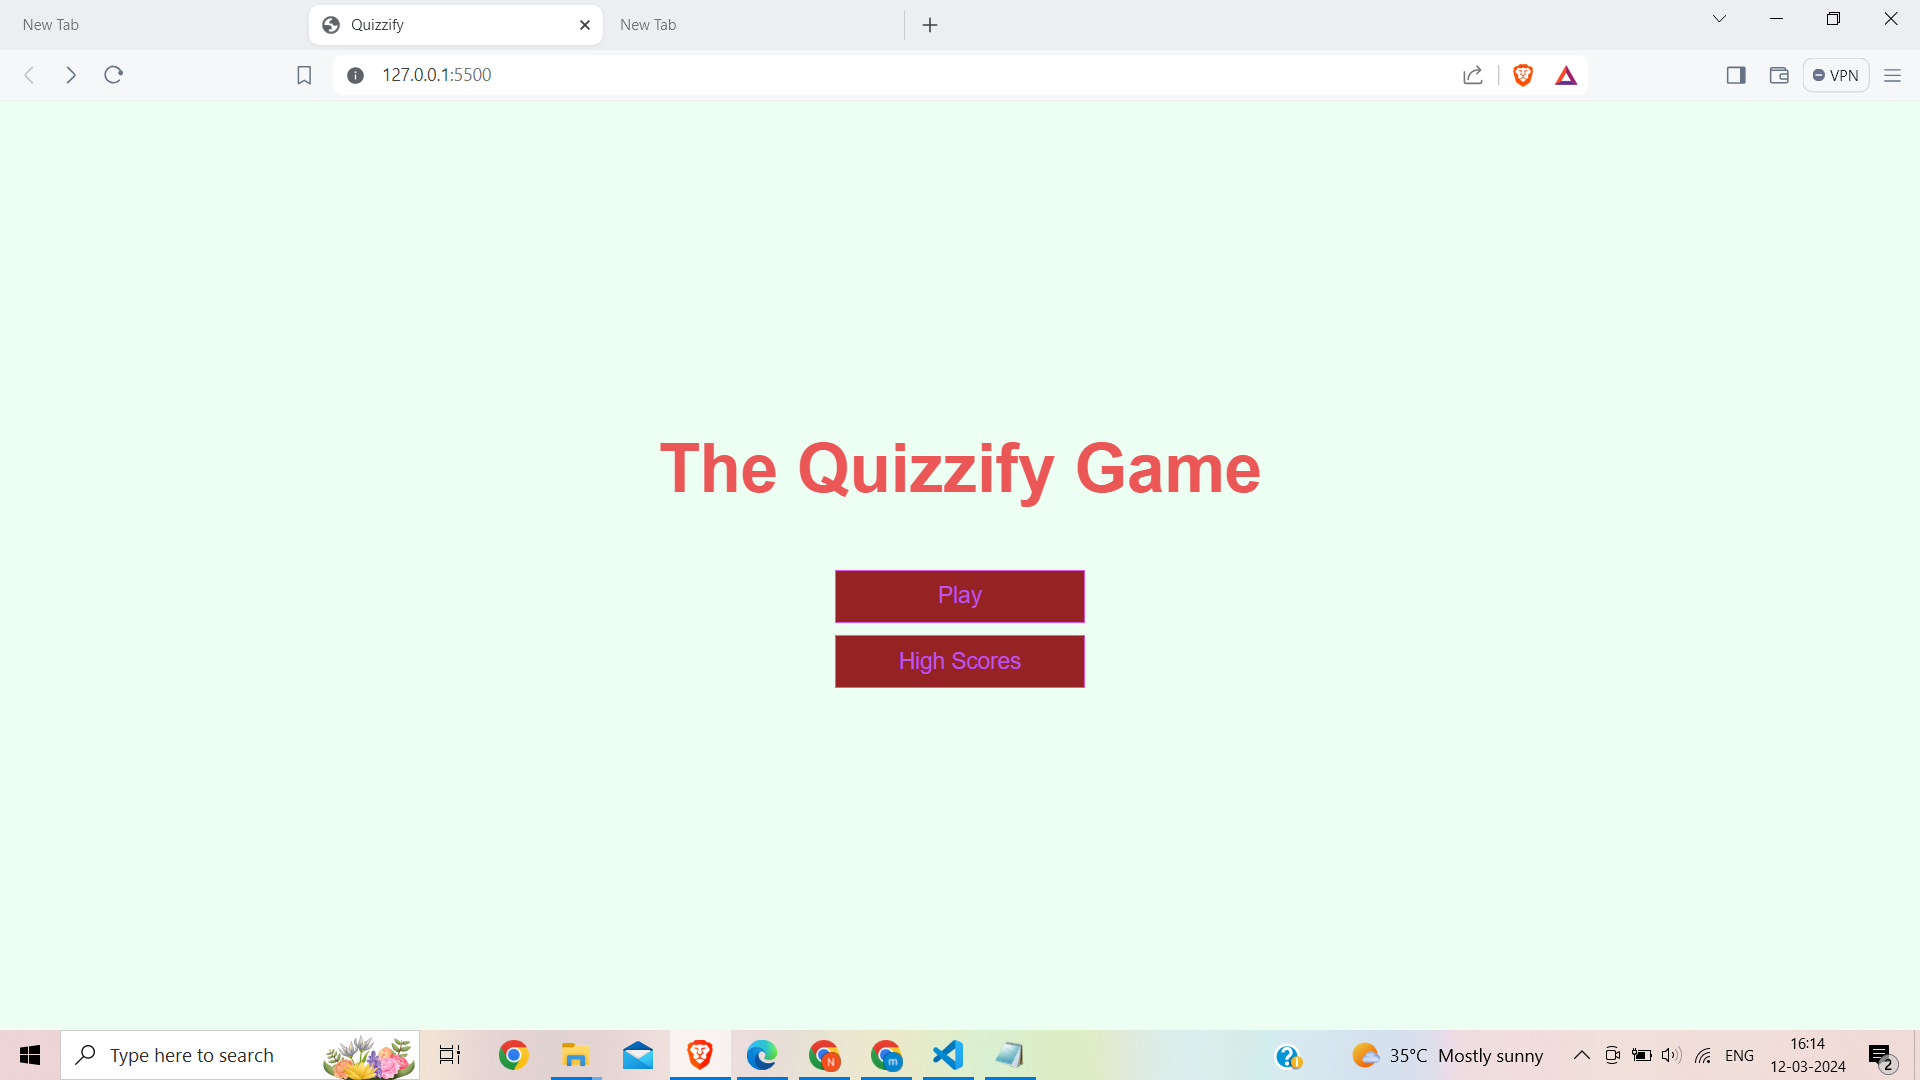 New Tab
Quizzify
New Tab
127.0.0.1:5500
VPN
The Quizzify Game
Play
High Scores
Type here to search
N
m
35°C Mostly sunny
ENG
16:14
12-03-2024
2